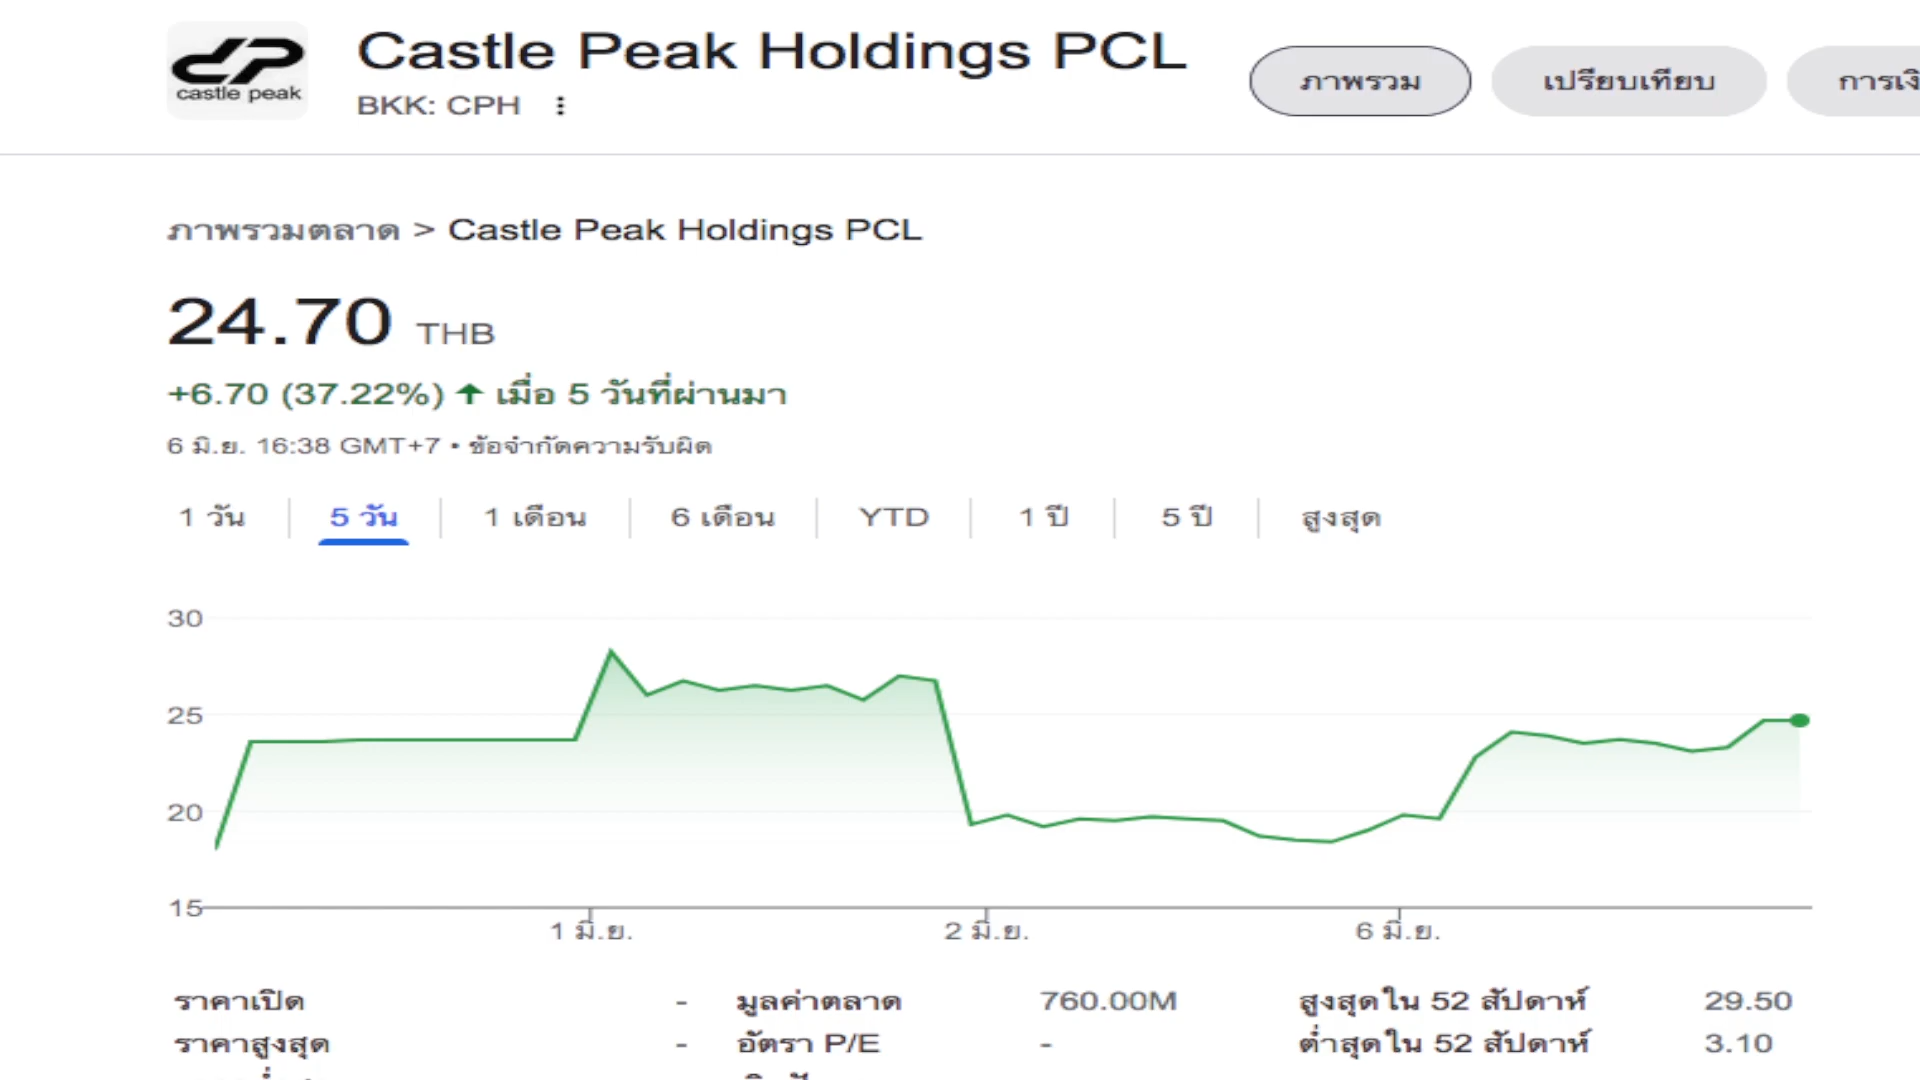 castle peak
Castle Peak Holdings PCL
BKK: CPH
ภาพรวม
เปรียบเทียบ
ภาพรวมตลาด > Castle Peak Holdings PCL
24.70 THB
+6.70 (37.22%) ↑ เมื่อ 5 วันที่ผ่านมา
6 มิ.ย. 16:38 GMT+7 • ข้อจำกัดความรับผิด
1 วัน
5 วัน
1 เดือน
6 เดือน
YTD
1 ปี
5 ปี
สูงสุด
30
25
20
15
1 มิ.ย.
2 มิ.ย.
6 มิ.ย.
ราคาเปิด -
มูลค่าตลาด 760.00M
สูงสุดใน 52 สัปดาห์ 29.50
ราคาสูงสุด -
อัตรา P/E -
ต่ำสุดใน 52 สัปดาห์ 3.10